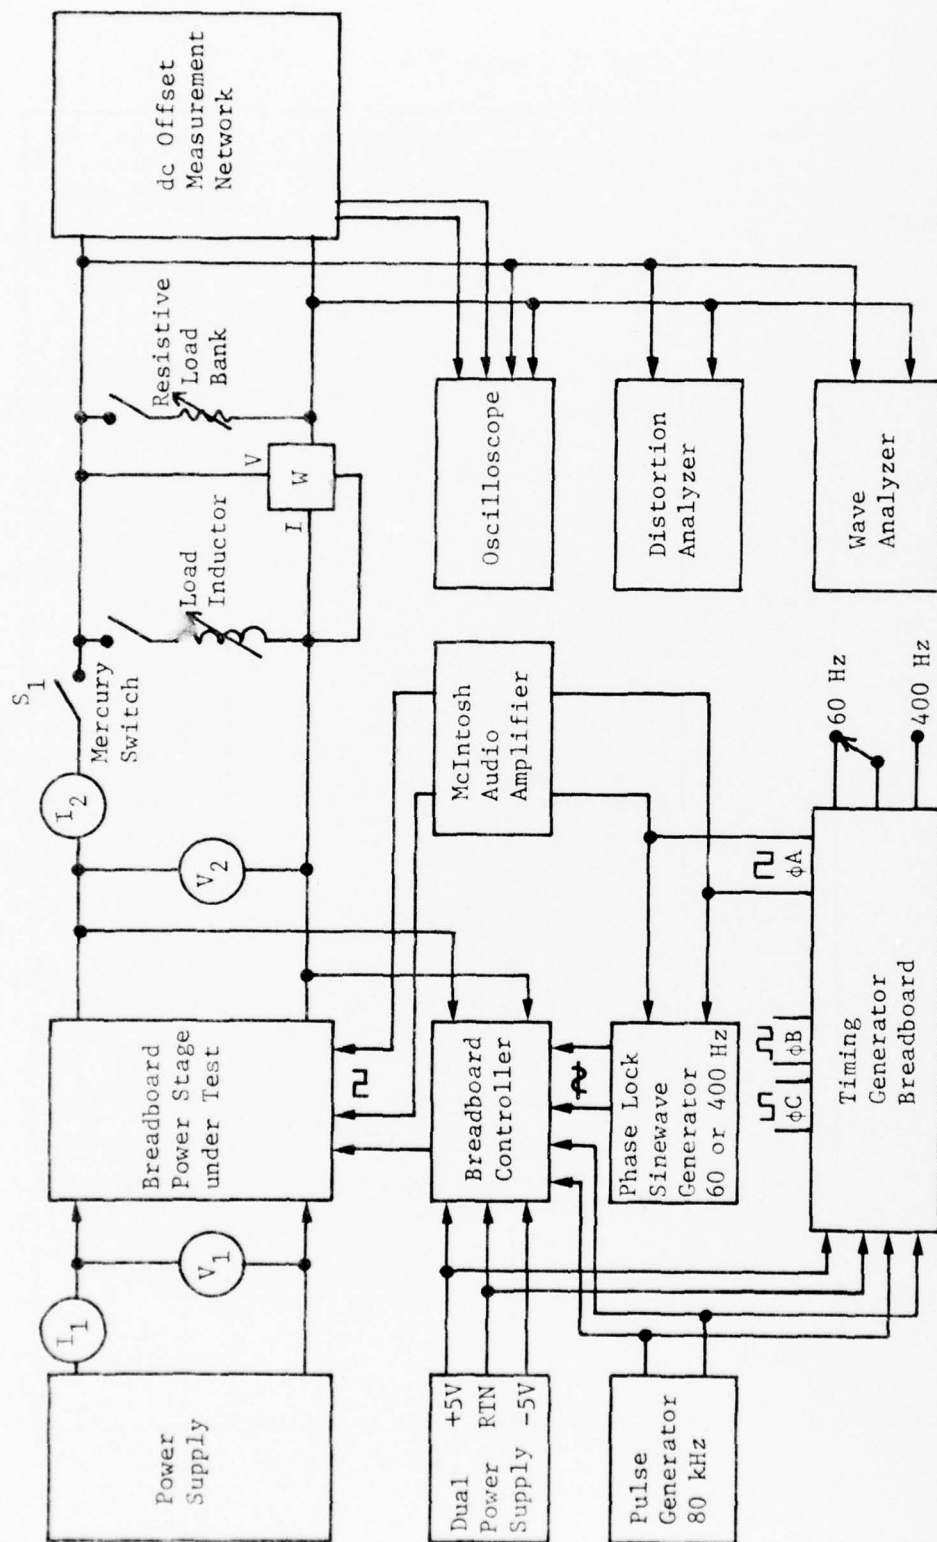 Power
Supply
I1
V1
Breadboard
Power Stage
under Test
V2
I2
S1
Mercury
Switch
Load
Inductor
I
W
V
Resistive
Load
Bank
dc Offset
Measurement
Network
Dual +5V
Power RTN
Supply -5V
Breadboard
Controller
McIntosh
Audio
Amplifier
Oscilloscope
Pulse
Generator
80 kHz
Phase Lock
Sinewave
Generator
60 or 400 Hz
Distortion
Analyzer
φC
φB
φA
Timing
Generator
Breadboard
60 Hz
400 Hz
Wave
Analyzer